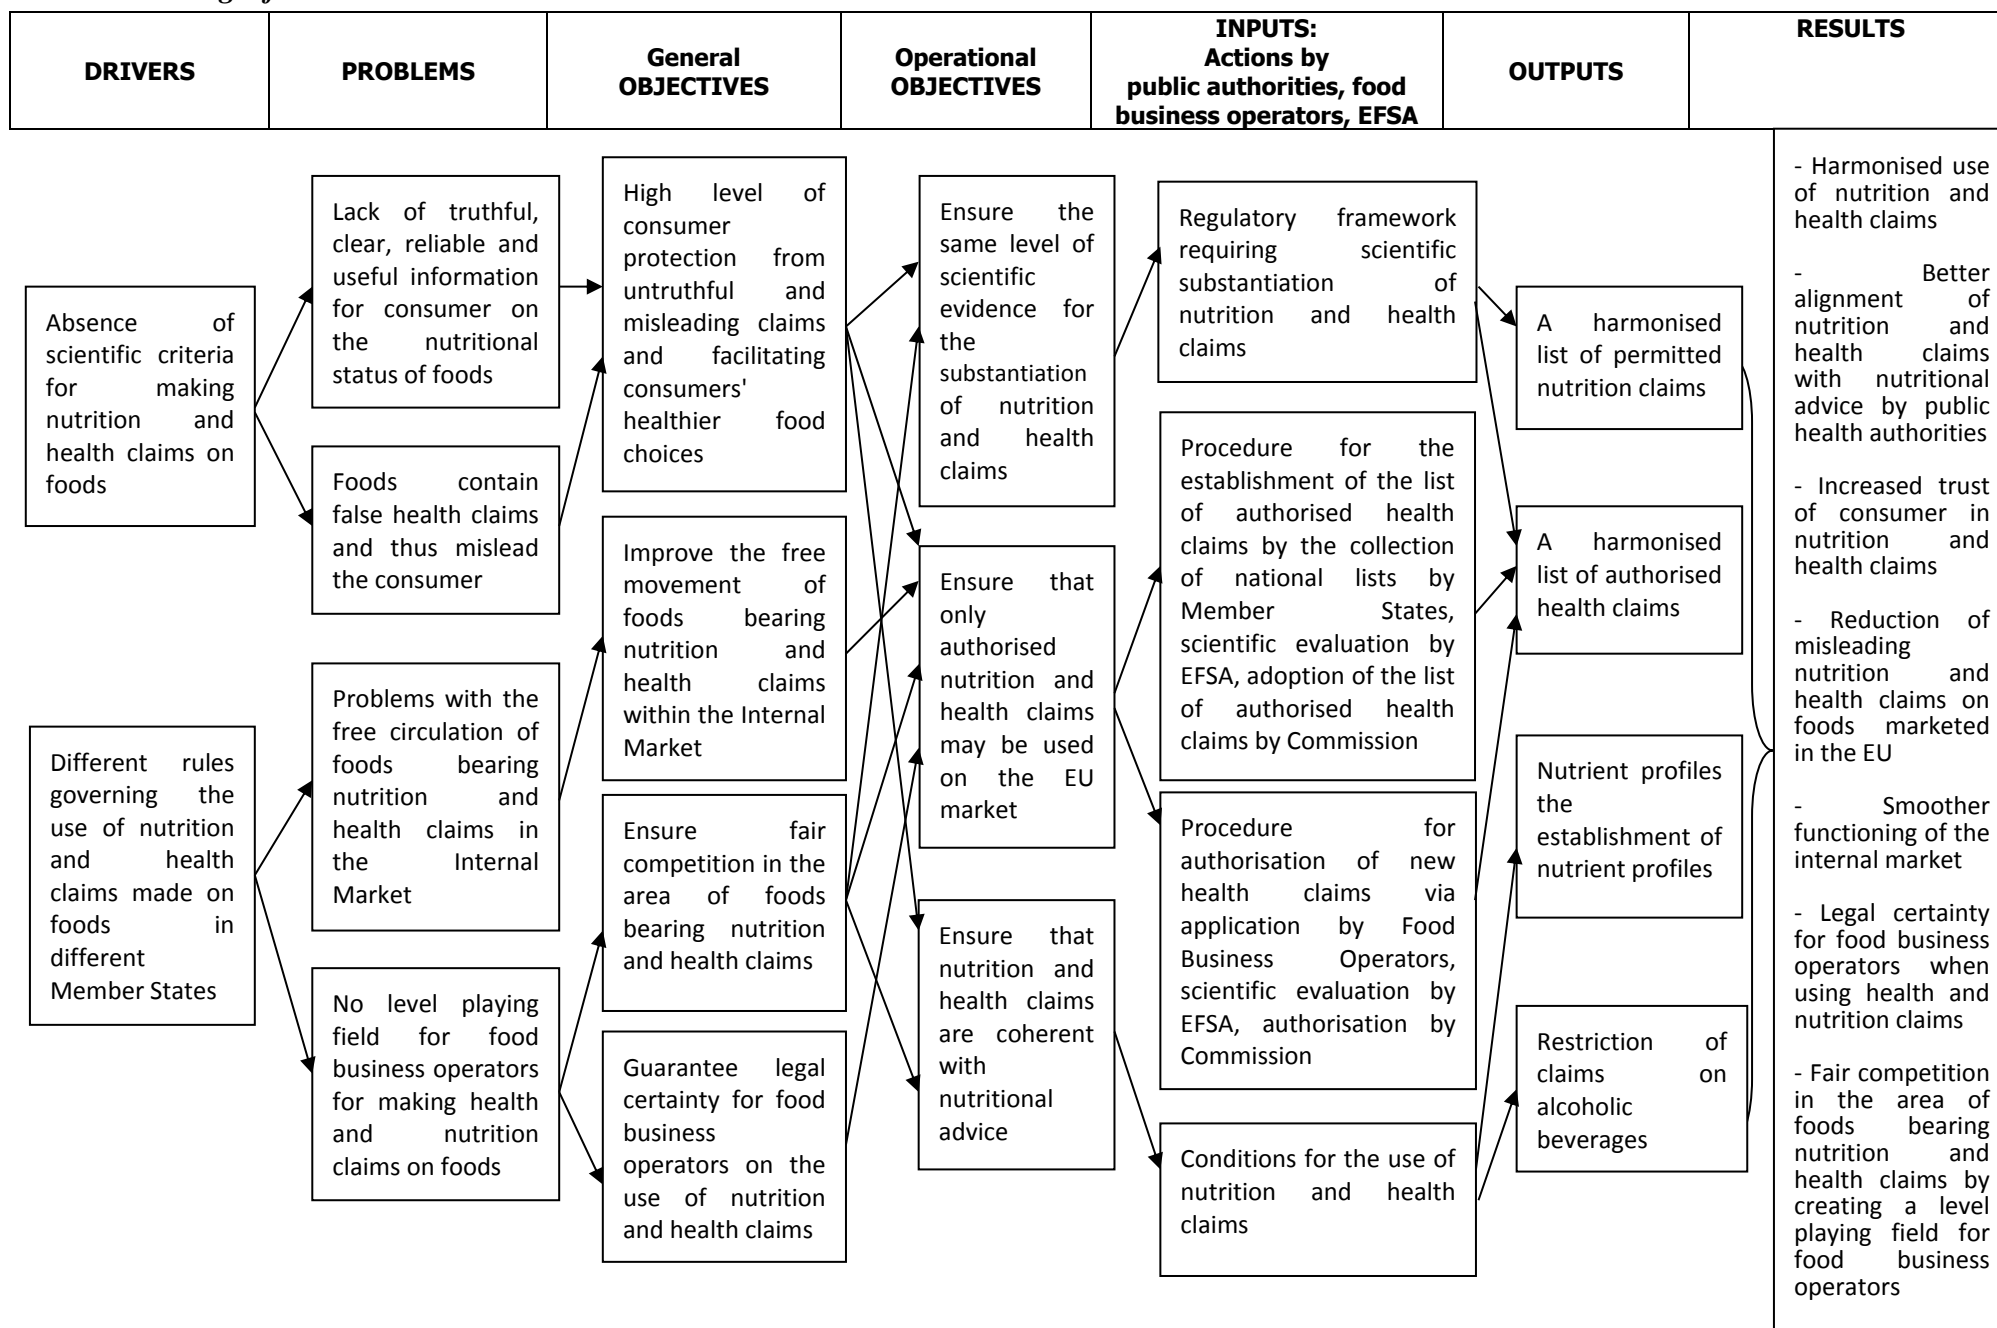 DRIVERS
PROBLEMS
General
OBJECTIVES
Operational
OBJECTIVES
INPUTS:
Actions by
public authorities, food
business operators, EFSA
OUTPUTS
RESULTS
Absence of
scientific criteria
for making
nutrition and
health claims on
foods
Different rules
governing the
use of nutrition
and health
claims made on
foods in
different
Member States
Lack of truthful,
clear, reliable and
useful information
for consumer on
the nutritional
status of foods
Foods contain
false health claims
and thus mislead
the consumer
Problems with the
free circulation of
foods bearing
nutrition and
health claims in
the Internal
Market
No level playing
field for food
business operators
for making health
and nutrition
claims on foods
High level of
consumer
protection from
untruthful and
misleading claims
and facilitating
consumers'
healthier food
choices
Improve the free
movement of
foods bearing
nutrition and
health claims
within the Internal
Market
Ensure fair
competition in the
area of foods
bearing nutrition
and health claims
Guarantee legal
certainty for food
business
operators on the
use of nutrition
and health claims
Ensure the
same level of
scientific
evidence for
the
substantiation
of nutrition
and health
claims
Ensure that
only
authorised
nutrition and
health claims
may be used
on the EU
market
Ensure that
nutrition and
health claims
are coherent
with
nutritional
advice
Regulatory framework
requiring scientific
substantiation of
nutrition and health
claims
Procedure for the
establishment of the list
of authorised health
claims by the collection
of national lists by
Member States,
scientific evaluation by
EFSA, adoption of the list
of authorised health
claims by Commission
Procedure for
authorisation of new
health claims via
application by Food
Business Operators,
scientific evaluation by
EFSA, authorisation by
Commission
Conditions for the use of
nutrition and health
claims
A harmonised
list of permitted
nutrition claims
A harmonised
list of authorised
health claims
Nutrient profiles
the
establishment of
nutrient profiles
Restriction of
claims on
alcoholic
beverages
- Harmonised use
of nutrition and
health claims
- Better
alignment of
nutrition and
health claims
with nutritional
advice by public
health authorities
- Increased trust
of consumer in
nutrition and
health claims
- Reduction of
misleading
nutrition and
health claims on
foods marketed
in the EU
- Smoother
functioning of the
internal market
- Legal certainty
for food business
operators when
using health and
nutrition claims
- Fair competition
in the area of
foods bearing
nutrition and
health claims by
creating a level
playing field for
food business
operators